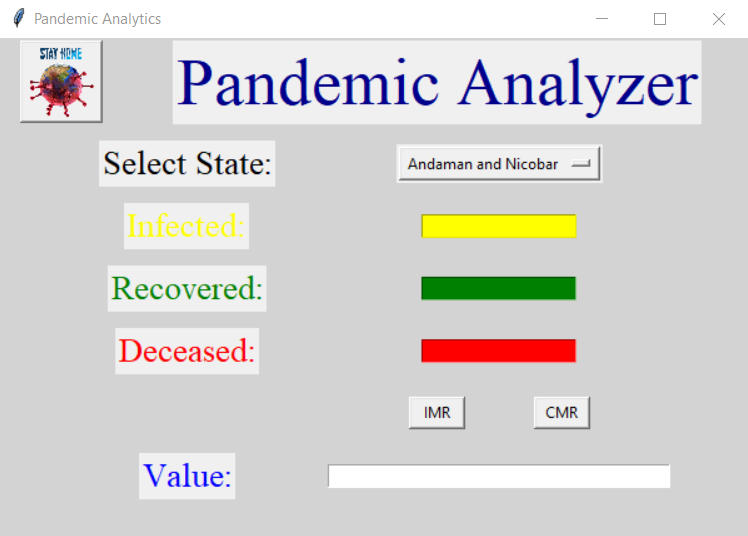 Pandemic Analytics
STAY HOME
Pandemic Analyzer
Select State:
Andaman and Nicobar
Infected:
Recovered:
Deceased:
IMR
CMR
Value: